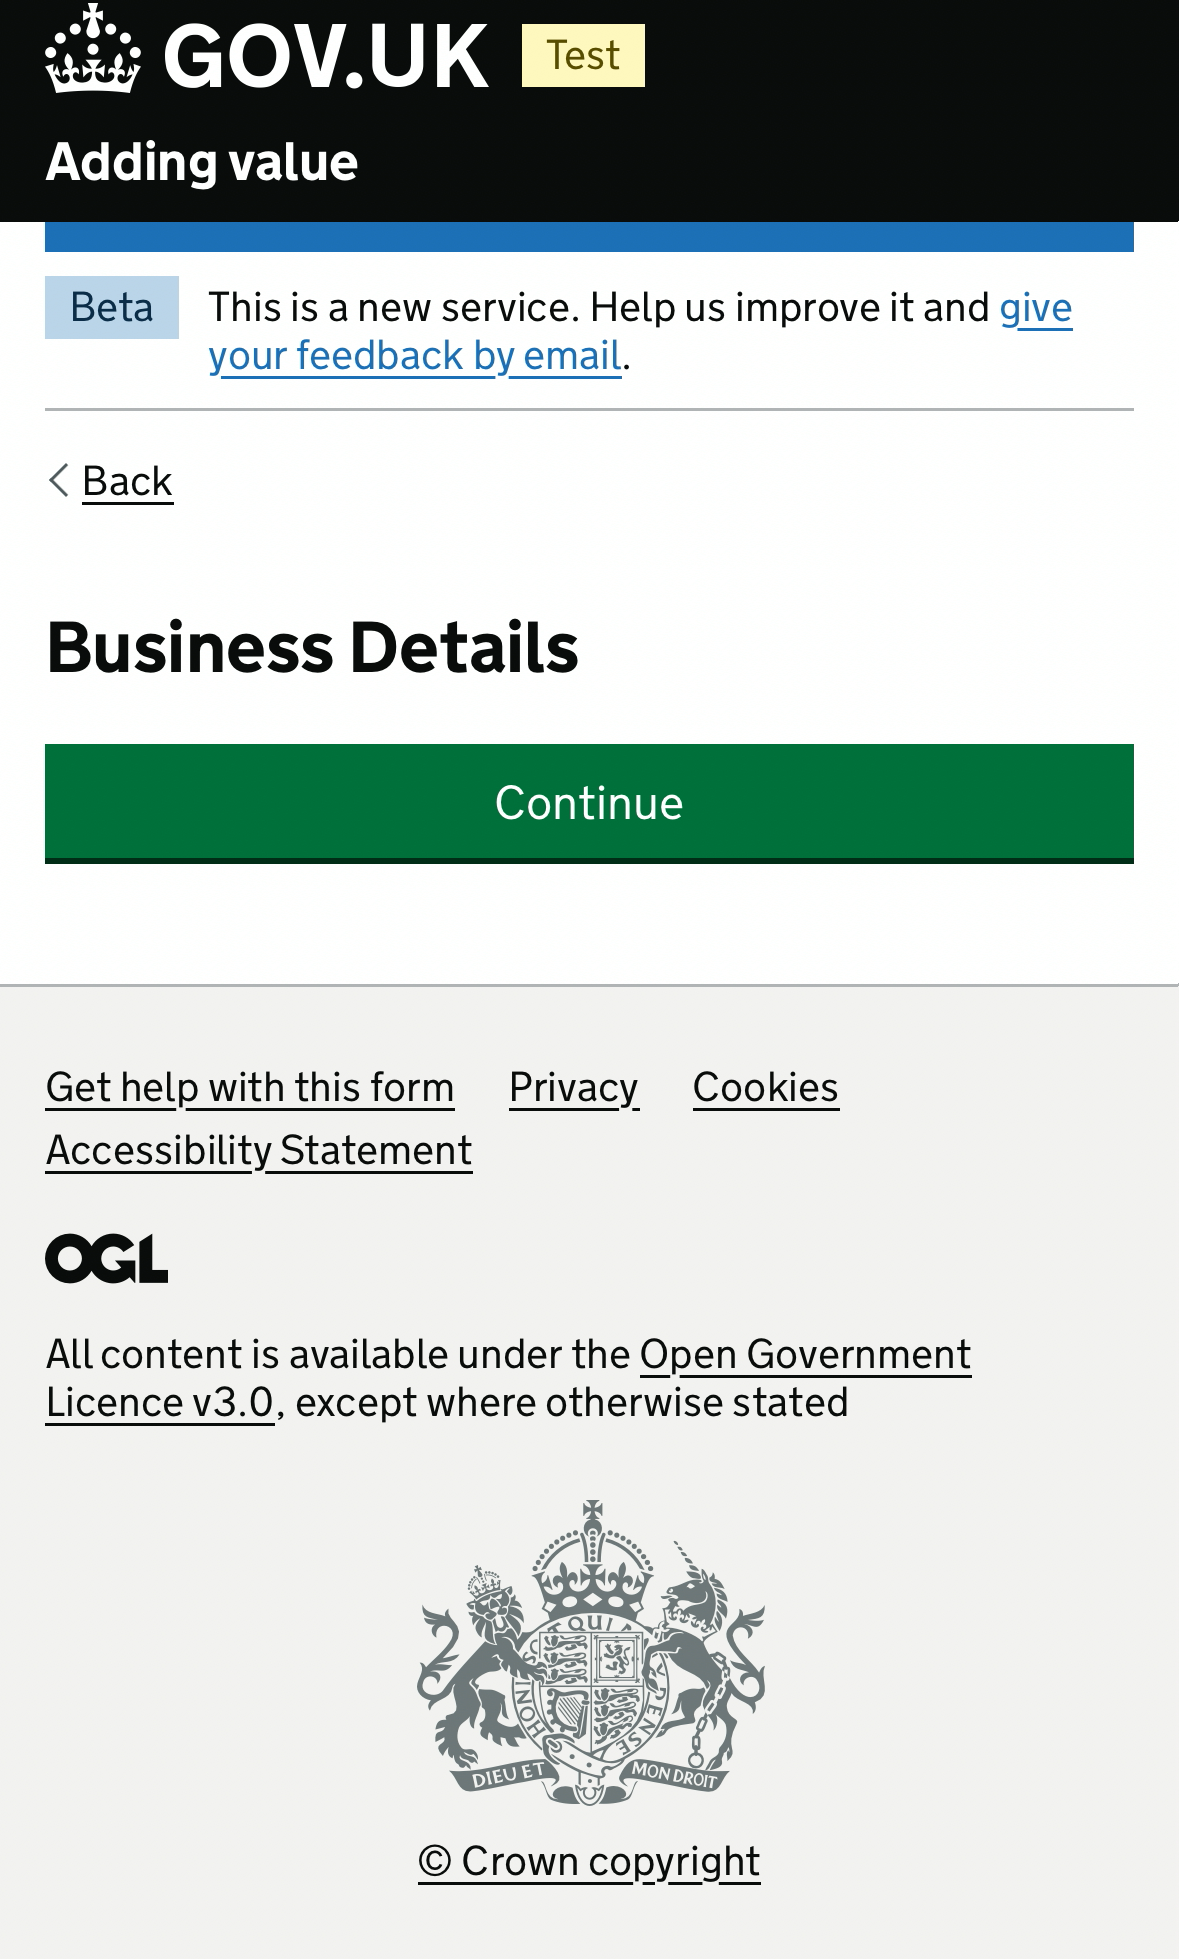 GOV.UK Test
Adding value
Beta This is a new service. Help us improve it and give
your feedback by email.
Back
Business Details
Continue
Get help with this form Privacy Cookies
Accessibility Statement
OGL
All content is available under the Open Government
Licence v3.0, except where otherwise stated
QUI
HONI
PENSE
DIEU ET MON DROIT
© Crown copyright